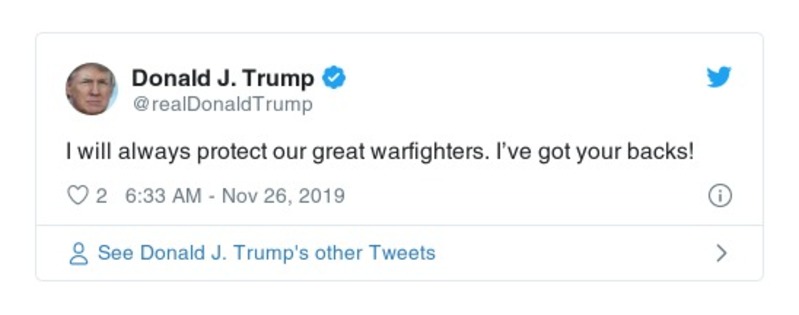 Donald J. Trump
@realDonaldTrump
I will always protect our great warfighters. I’ve got your backs!
2 6:33 AM - Nov 26, 2019
See Donald J. Trump's other Tweets